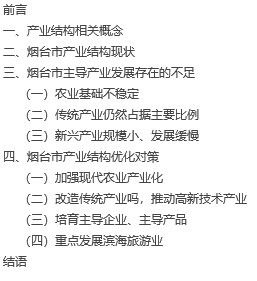 前言
一、产业结构相关概念
二、烟台市产业结构现状
三、烟台市主导产业发展存在的不足
（一）农业基础不稳定
（二）传统产业仍然占据主要比例
（三）新兴产业规模小、发展缓慢
四、烟台市产业结构优化对策
（一）加强现代农业产业化
（二）改造传统产业吗，推动高新技术产业
（三）培育主导企业、主导产品
（四）重点发展滨海旅游业
结语